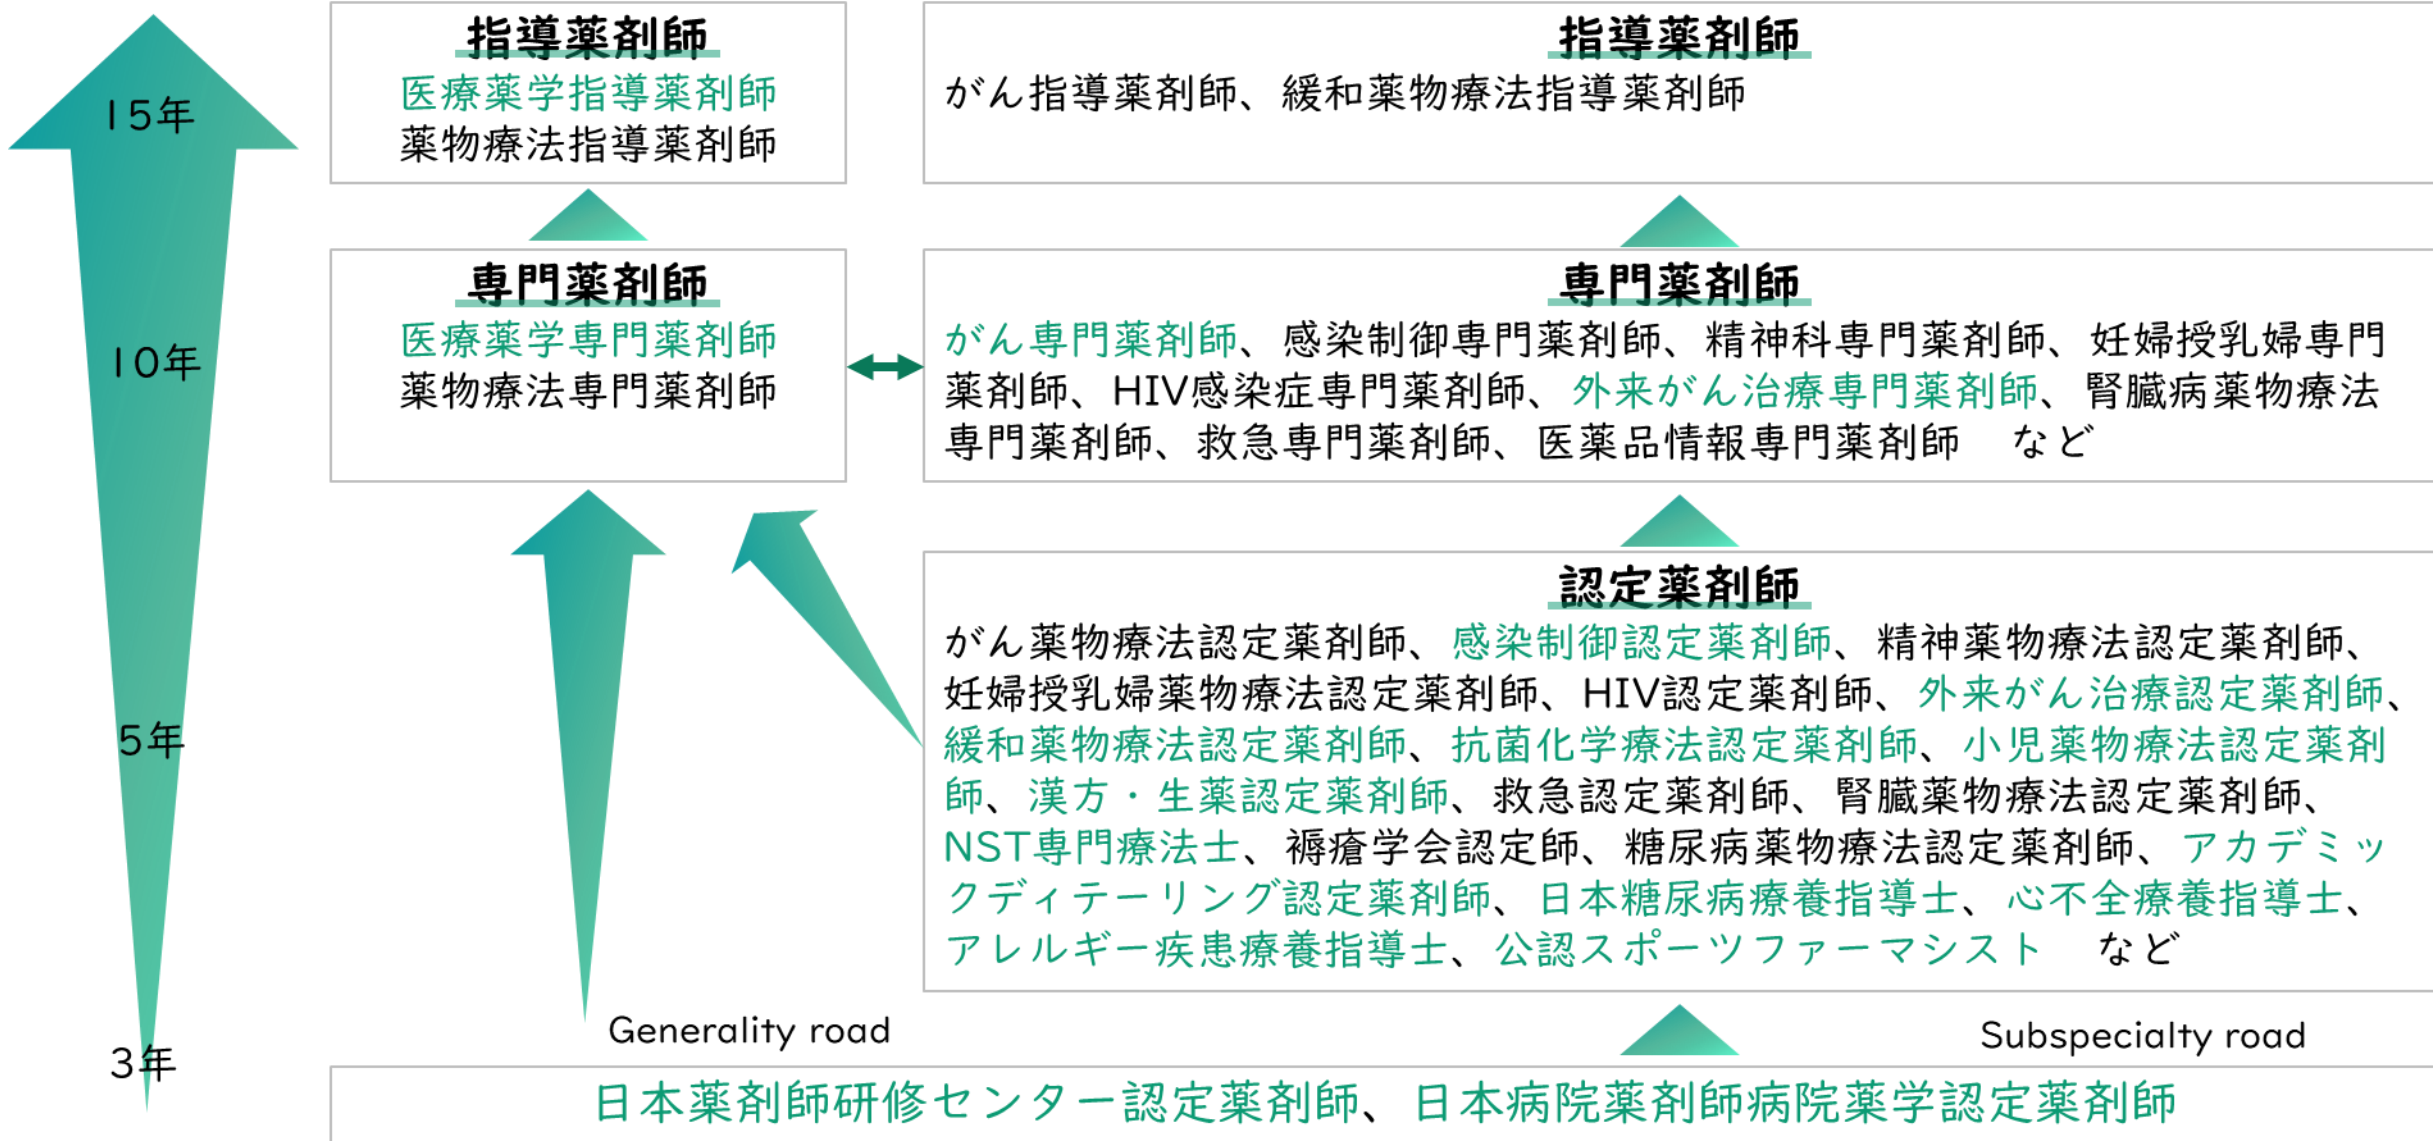 15年
10年
5年
3年
指導薬剤師
医療薬学指導薬剤師
薬物療法指導薬剤師
指導薬剤師
がん指導薬剤師、緩和薬物療法指導薬剤師
専門薬剤師
医療薬学専門薬剤師
薬物療法専門薬剤師
専門薬剤師
がん専門薬剤師、感染制御専門薬剤師、精神科専門薬剤師、妊婦授乳婦専門
薬剤師、HIV感染症専門薬剤師、外来がん治療専門薬剤師、腎臓病薬物療法
専門薬剤師、救急専門薬剤師、医薬品情報専門薬剤師　など
認定薬剤師
がん薬物療法認定薬剤師、感染制御認定薬剤師、精神薬物療法認定薬剤師、
妊婦授乳婦薬物療法認定薬剤師、HIV認定薬剤師、外来がん治療認定薬剤師、
緩和薬物療法認定薬剤師、抗菌化学療法認定薬剤師、小児薬物療法認定薬剤
師、漢方・生薬認定薬剤師、救急認定薬剤師、腎臓薬物療法認定薬剤師、
NST専門療法士、褥瘡学会認定師、糖尿病薬物療法認定薬剤師、アカデミッ
クディテーリング認定薬剤師、日本糖尿病療養指導士、心不全療養指導士、
アレルギー疾患療養指導士、公認スポーツファーマシスト　など
Generality road
Subspecialty road
日本薬剤師研修センター認定薬剤師、日本病院薬剤師病院薬学認定薬剤師